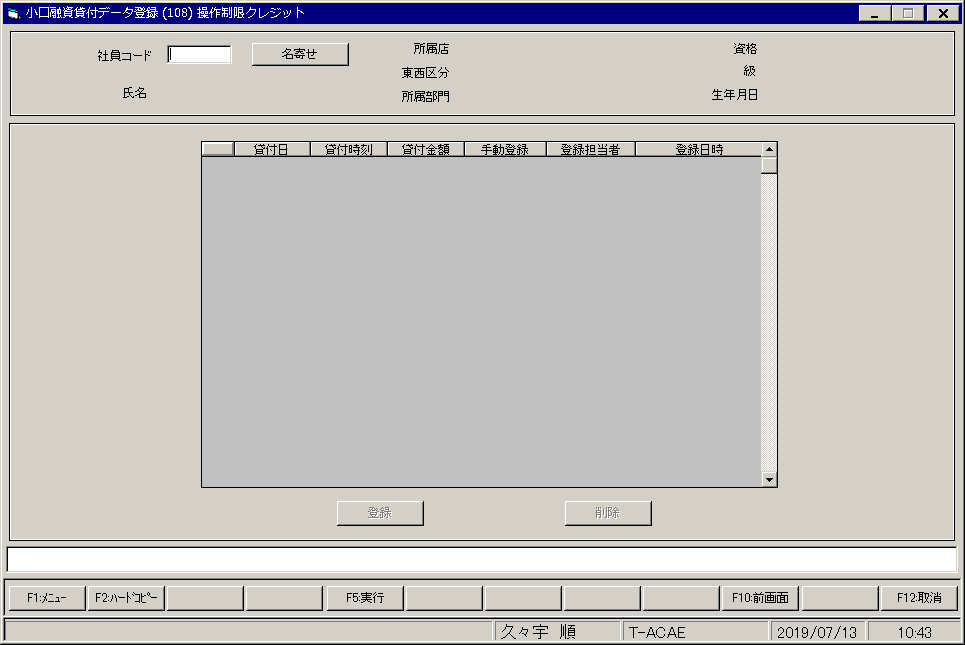 小口融資貸付データ登録 (108) 操作制限クレジット
社員コード 名寄せ 所属店 資格
東西区分 級
氏名 所属部門 生年月日
貸付日 貸付時刻 貸付金額 手動登録 登録担当者 登録日時
登録 削除
F1:ﾒﾆｭｰ F2:ﾊｰﾄﾞｺﾋﾟｰ F5:実行 F10:前画面 F12:取消
久々宇 順 T-ACAE 2019/07/13 10:43